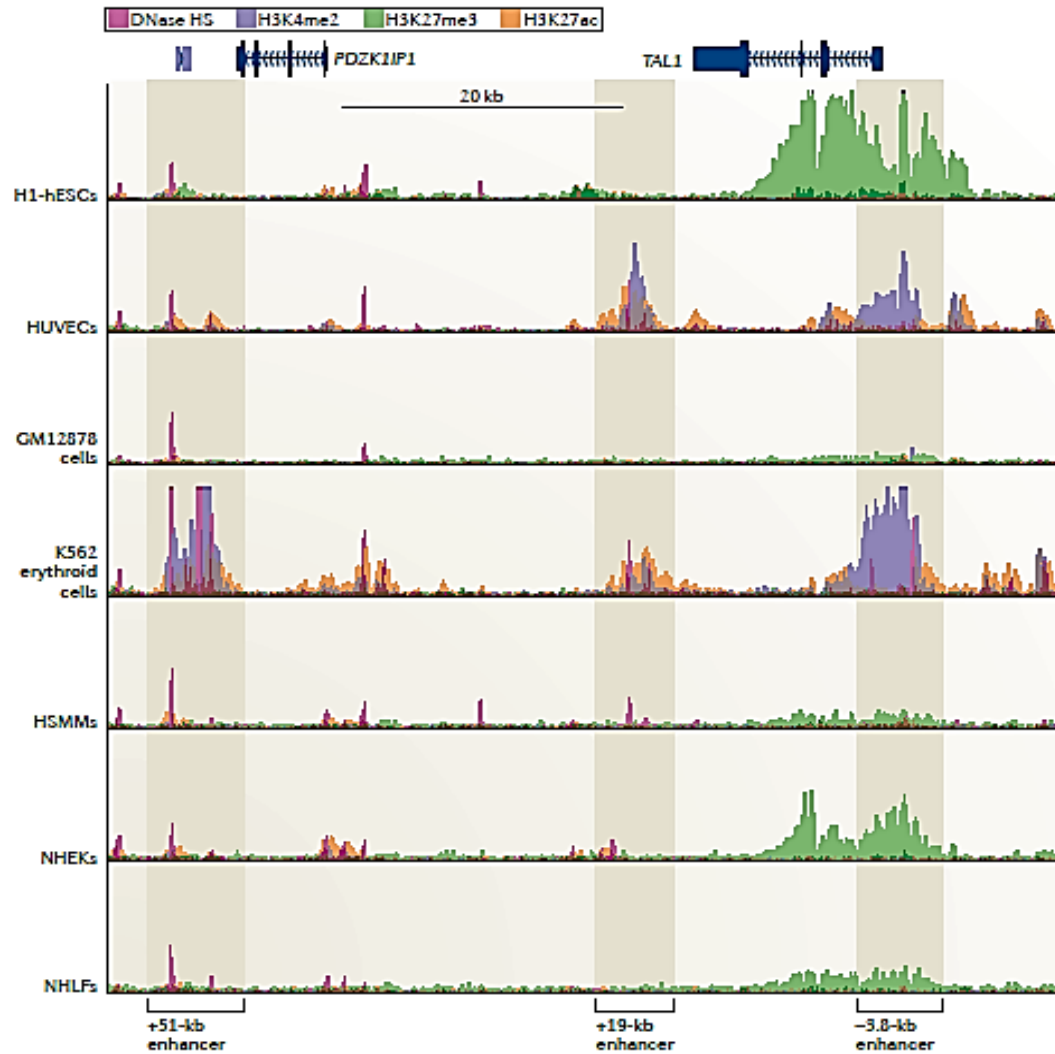 DNase HS H3K4me2 H3K27me3 H3K27ac
PDZK1IP1 TAL1
20 kb
H1-hESCs
HUVECs
GM12878
cells
K562
erythroid
cells
HSMMs
NHEKs
NHLFs
+51-kb
enhancer
+19-kb
enhancer
–3.8-kb
enhancer